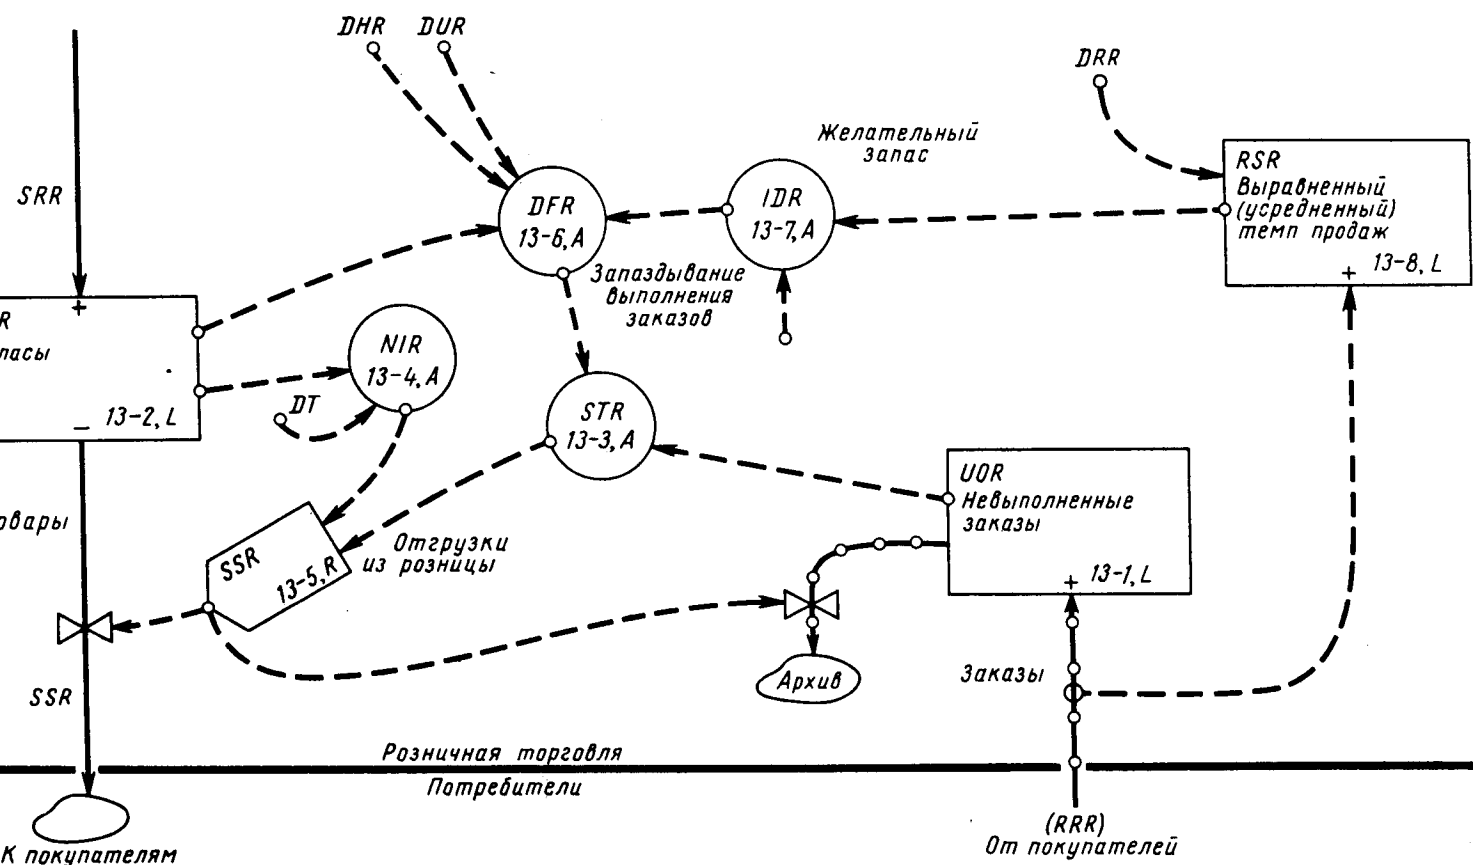 DHR
DUR
DRR
Желательный
запас
SRR
DFR
13-6, А
IDR
13-7, А
RSR
Выравненный
(усредненный)
темп продаж
+ 13-8, L
Запаздывание
выполнения
заказов
+
R
пасы
– 13-2, L
NIR
13-4, А
DT
STR
13-3, А
UOR
Невыполненные
заказы
+ 13-1, L
овары
SSR
13-5, R
Отгрузки
из розницы
SSR
Архив
Заказы
Розничная торговля
Потребители
К покупателям
(RRR)
От покупателей